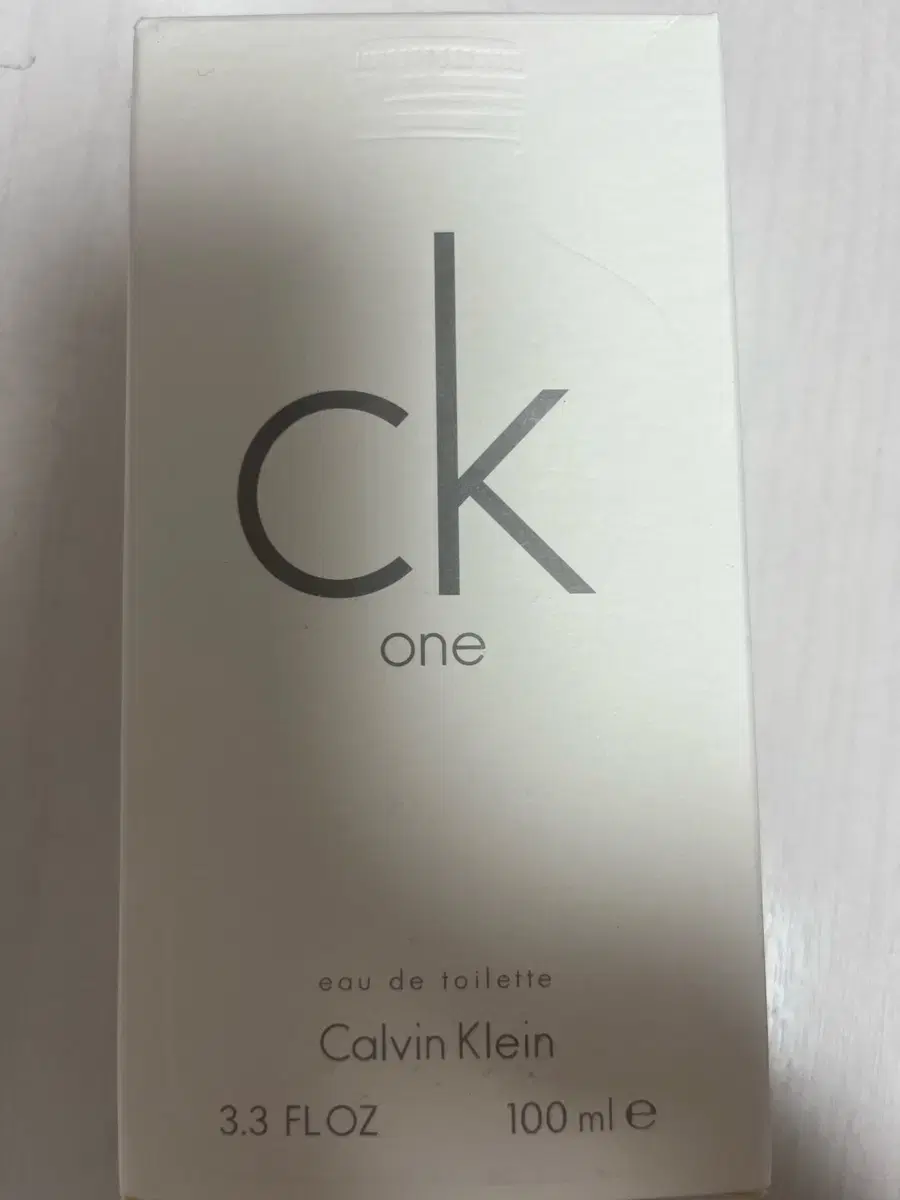 ck
one
eau de toilette
Calvin Klein
3.3 FL OZ 100 ml e